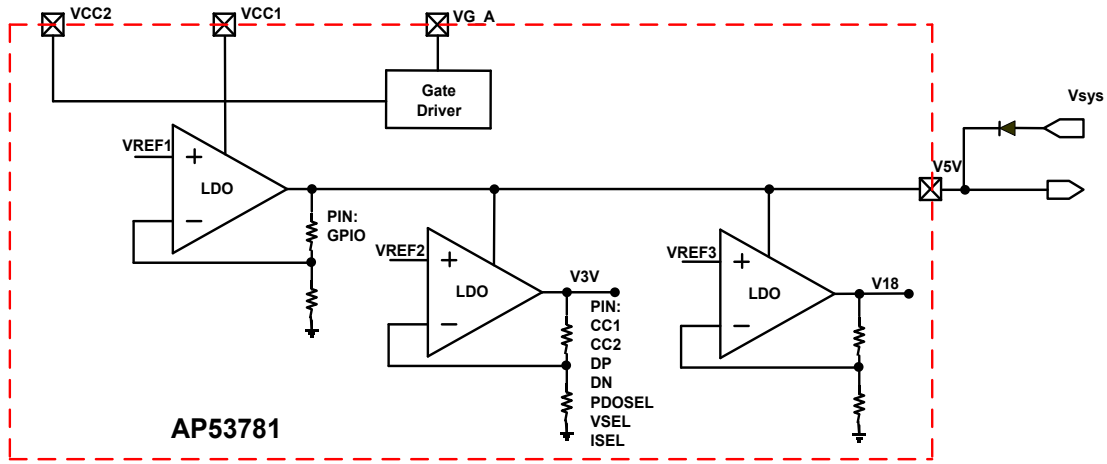 VCC2
VCC1
VG_A
Gate
Driver
Vsys
VREF1
+
LDO
−
V5V
PIN:
GPIO
VREF2
+
LDO
−
V3V
PIN:
CC1
CC2
DP
DN
PDOSEL
VSEL
ISEL
VREF3
+
LDO
−
V18
AP53781